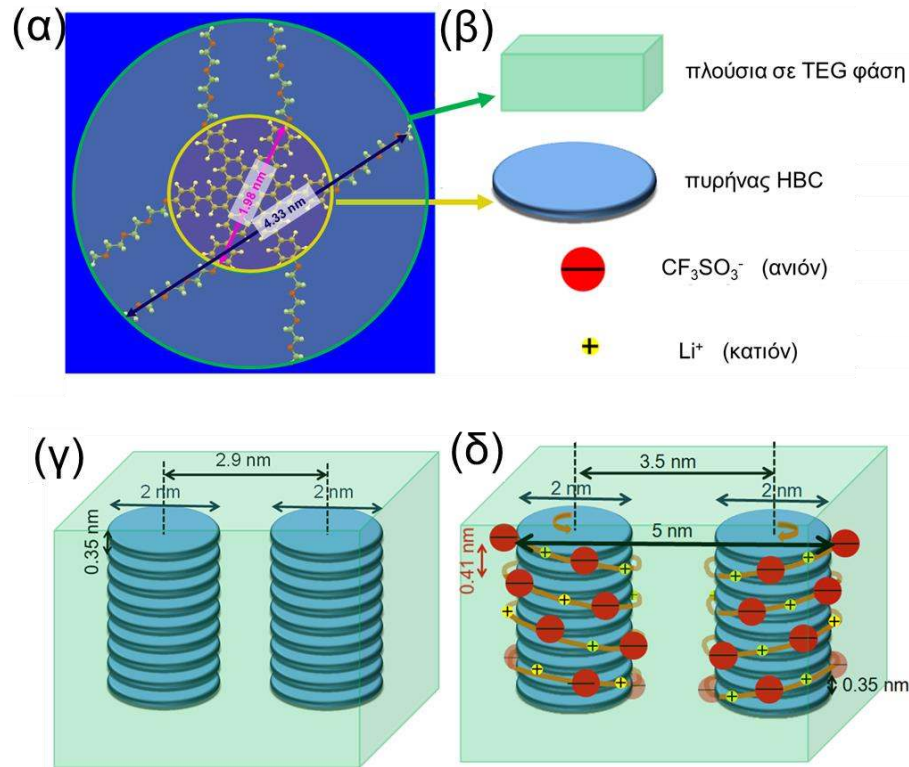 (α)
1.98 nm
4.33 nm
(β)
πλούσια σε TEG φάση
πυρήνας HBC
CF₃SO₃⁻ (ανιόν)
Li⁺ (κατιόν)
(γ)
2.9 nm
2 nm
2 nm
0.35 nm
(δ)
3.5 nm
2 nm
2 nm
5 nm
0.41 nm
0.35 nm